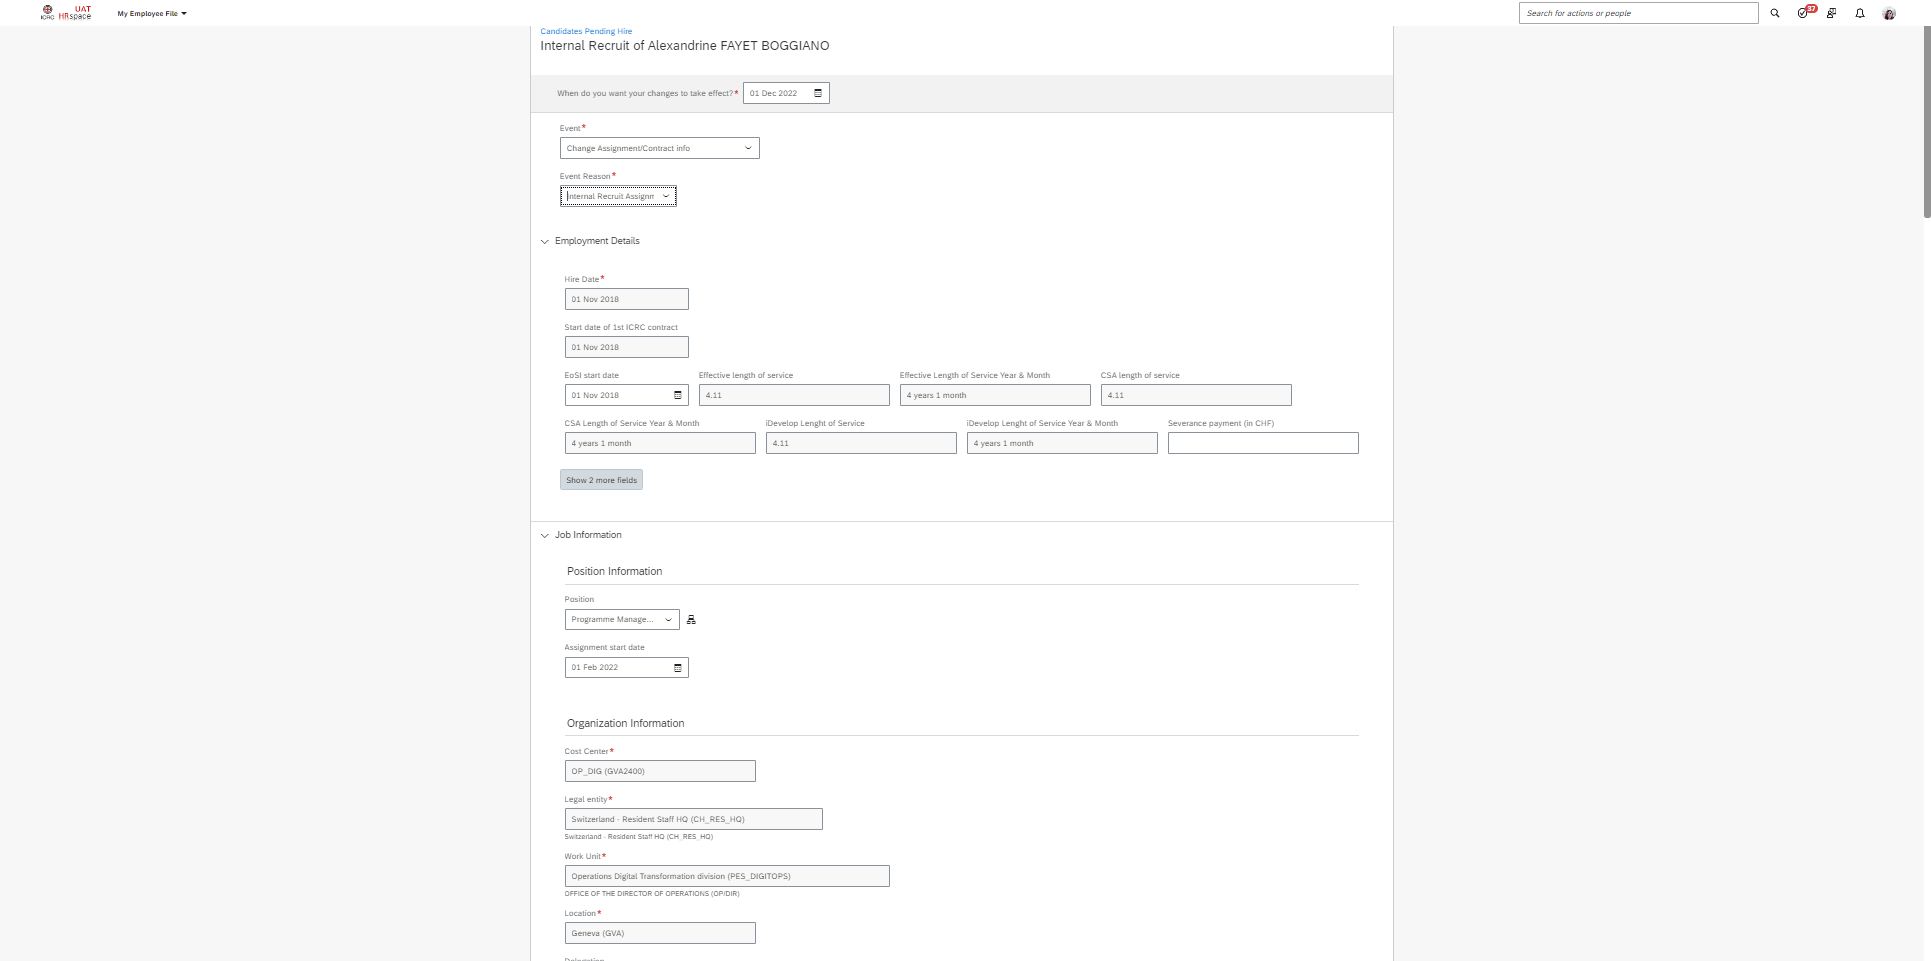 ICRC UAT HRspace My Employee File Search for actions or people 37
Candidates Pending Hire
Internal Recruit of Alexandrine FAYET BOGGIANO
When do you want your changes to take effect?* 01 Dec 2022
Event*
Change Assignment/Contract info
Event Reason*
Internal Recruit Assignm
Employment Details
Hire Date*
01 Nov 2018
Start date of 1st ICRC contract
01 Nov 2018
EoSI start date Effective length of service Effective Length of Service Year & Month CSA length of service
01 Nov 2018 4.11 4 years 1 month 4.11
CSA Length of Service Year & Month iDevelop Lenght of Service iDevelop Lenght of Service Year & Month Severance payment (in CHF)
4 years 1 month 4.11 4 years 1 month
Show 2 more fields
Job Information
Position Information
Position
Programme Manage...
Assignment start date
01 Feb 2022
Organization Information
Cost Center*
OP_DIG (GVA2400)
Legal entity*
Switzerland - Resident Staff HQ (CH_RES_HQ)
Switzerland - Resident Staff HQ (CH_RES_HQ)
Work Unit*
Operations Digital Transformation division (PES_DIGITOPS)
OFFICE OF THE DIRECTOR OF OPERATIONS (OP/DIR)
Location*
Geneva (GVA)